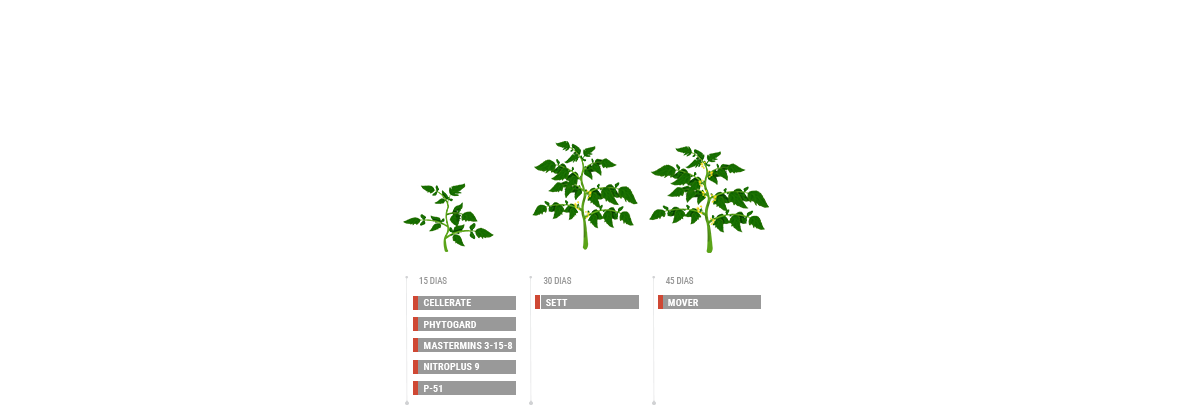 15 DIAS
CELLERATE
PHYTOGARD
MASTERMINS 3-15-8
NITROPLUS 9
P-51
30 DIAS
SETT
45 DIAS
MOVER